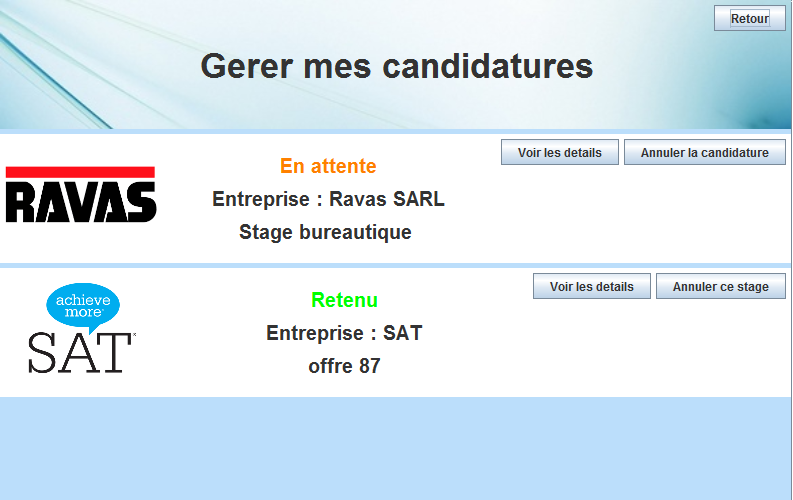 Retour
Gerer mes candidatures
Voir les details
Annuler la candidature
En attente
RAVAS
Entreprise : Ravas SARL
Stage bureautique
Voir les details
Annuler ce stage
achieve
more
Retenu
SAT
Entreprise : SAT
offre 87